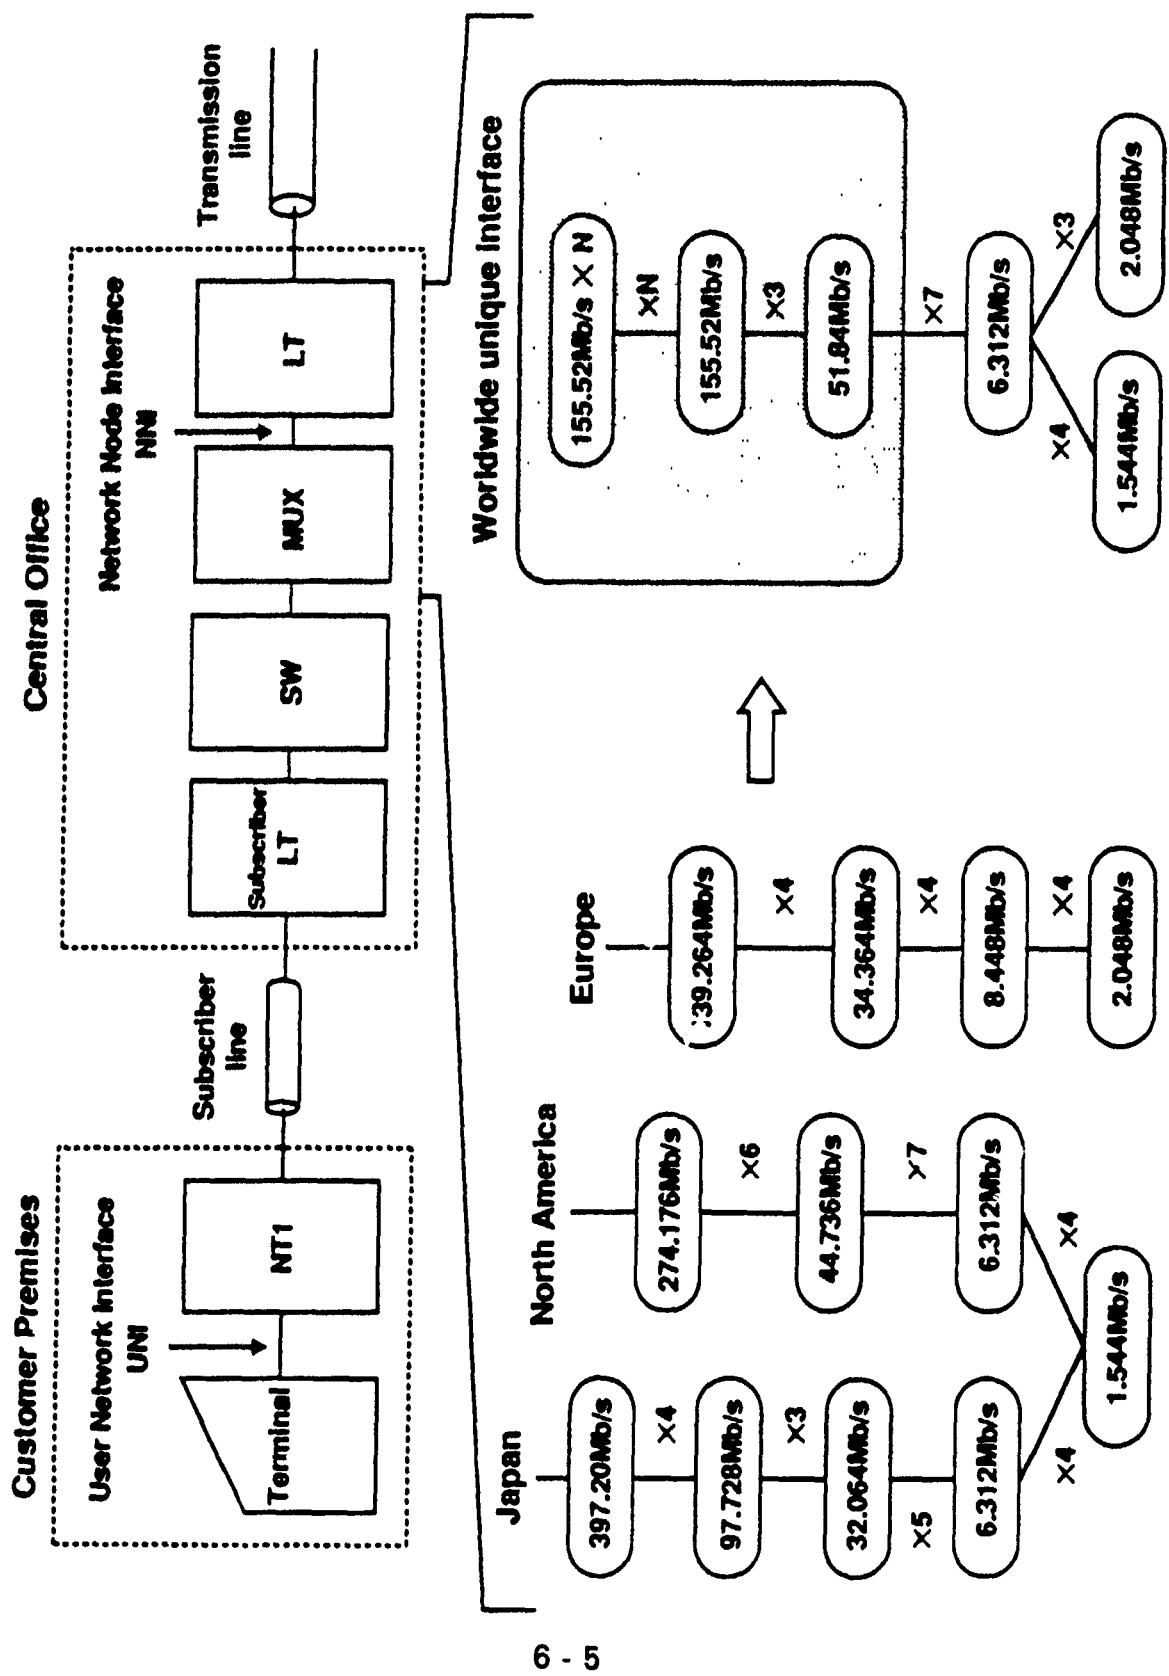 Customer Premises
Central Office
User Network Interface
UNI
Terminal
NT1
Subscriber
line
Subscriber
LT
SW
MUX
LT
Network Node Interface
NNI
Transmission
line
Japan
397.20Mb/s
×4
97.728Mb/s
×3
32.064Mb/s
×5
6.312Mb/s
×4
North America
274.176Mb/s
×6
44.736Mb/s
×7
6.312Mb/s
×4
1.544Mb/s
Europe
39.264Mb/s
×4
34.364Mb/s
×4
8.448Mb/s
×4
2.048Mb/s
Worldwide unique interface
155.52Mb/s × N
×N
155.52Mb/s
×3
51.84Mb/s
×7
6.312Mb/s
×4
×3
1.544Mb/s
2.048Mb/s
6 - 5